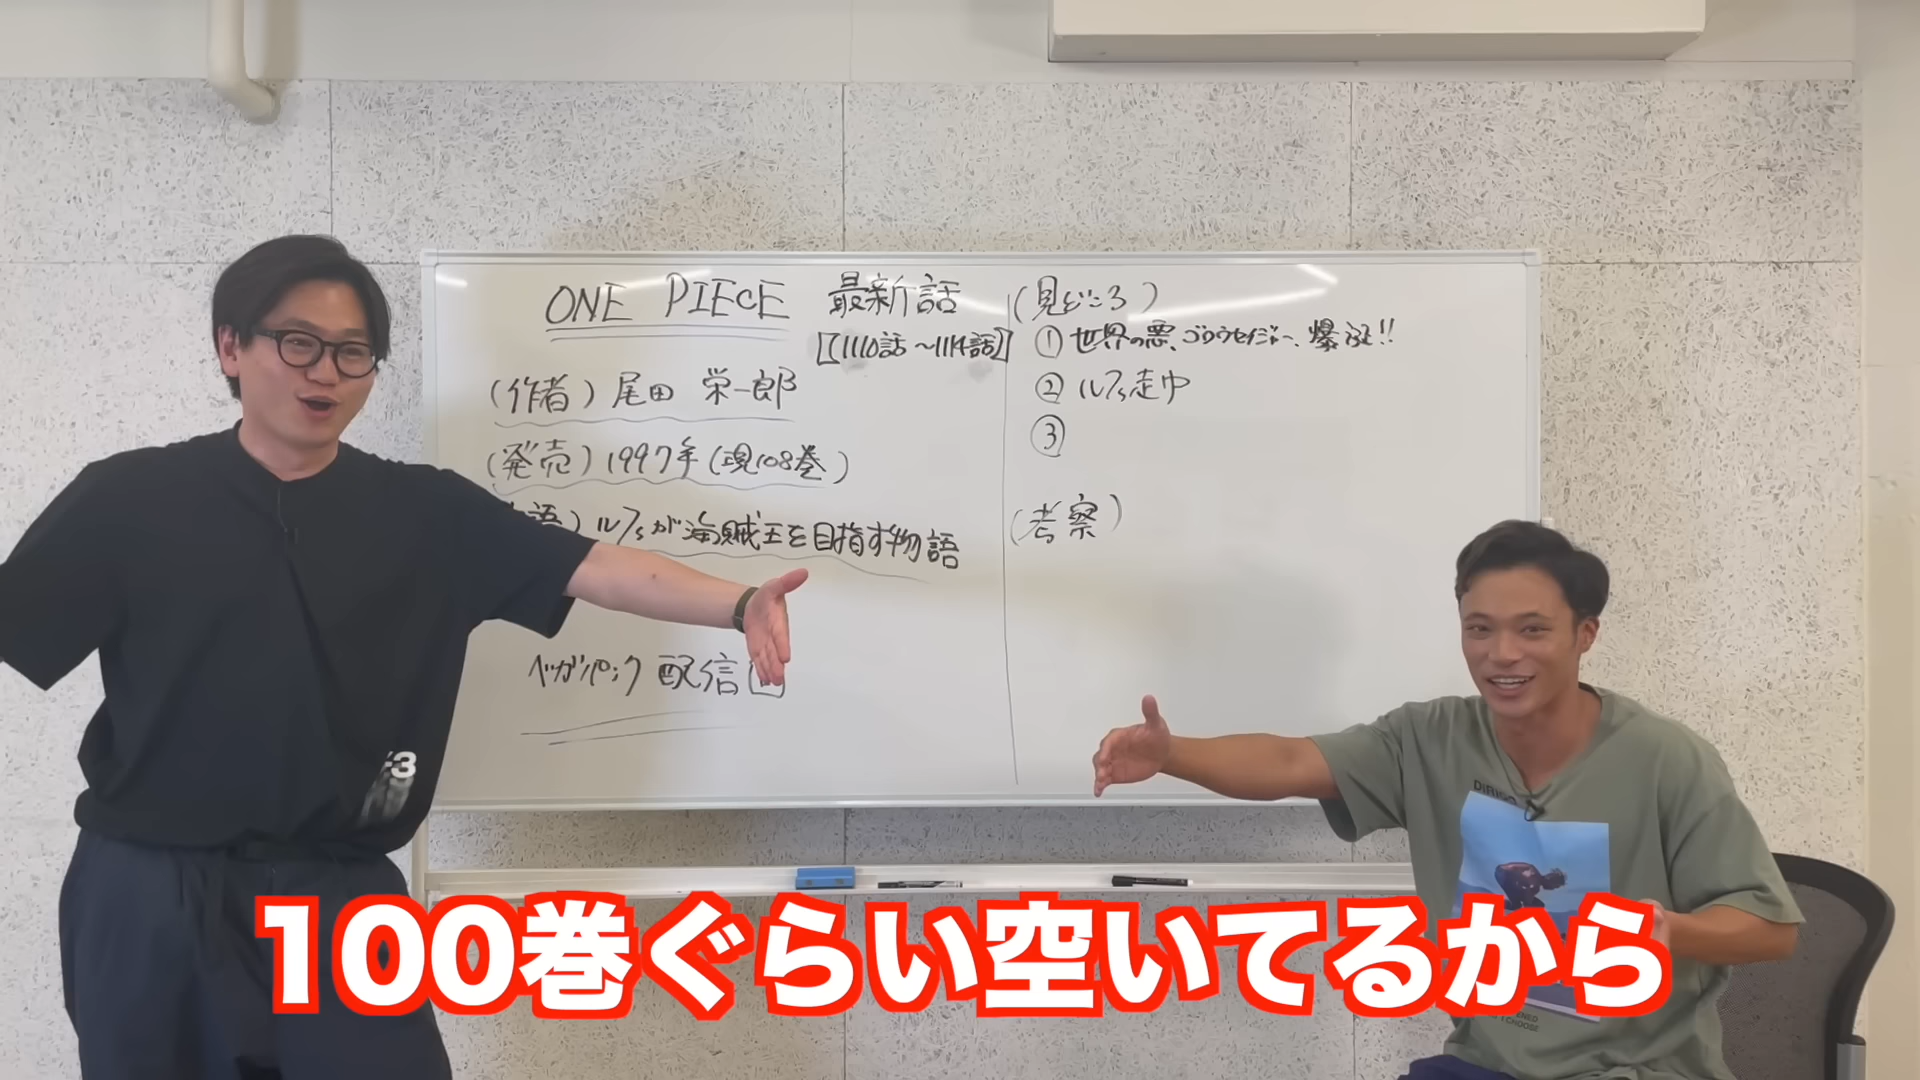 ONE PIECE 最新話
[1110話〜1114話]
(作者) 尾田 栄一郎
(発売) 1997年 (現108巻)
語) ルフィが海賊王を目指す物語
ベガパンク 配信
(見どころ)
① 世界の悪、ゴロウセイジャー、爆誕!!
② ルフィ走中
③
(考察)
-3
100巻ぐらい空いてるから